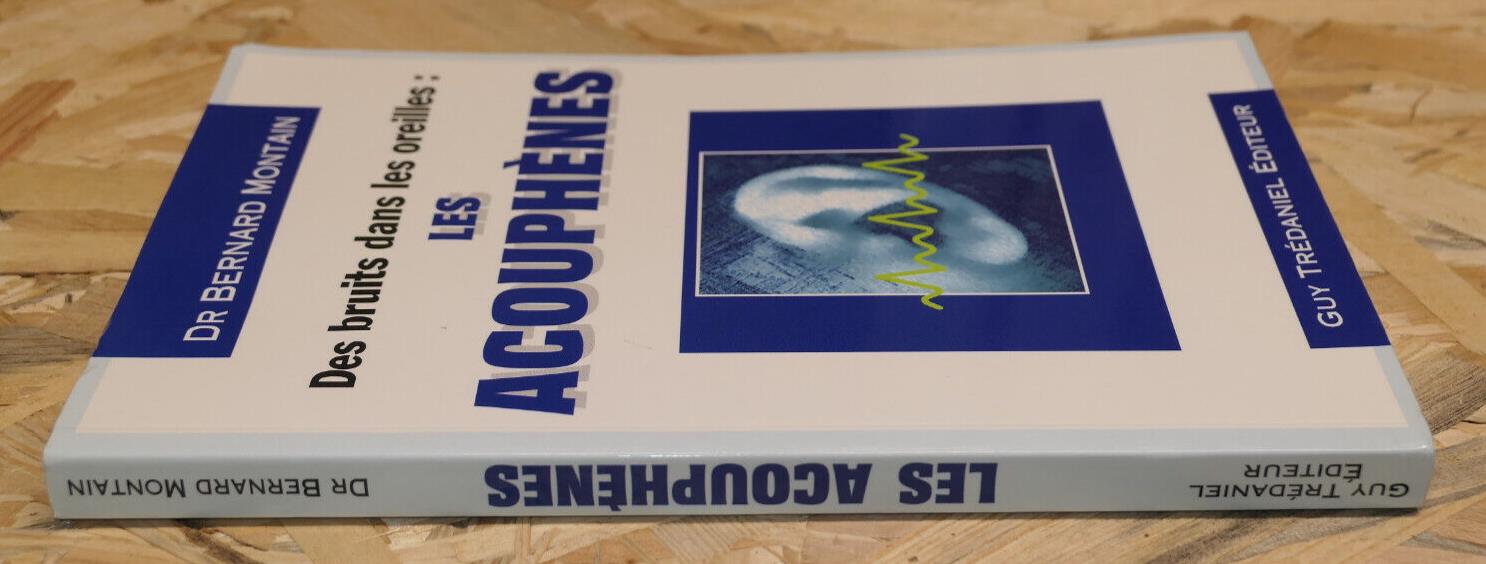 DR BERNARD MONTAIN
Des bruits dans les oreilles :
LES
ACOUPHÈNES
GUY TRÉDANIEL ÉDITEUR
DR BERNARD MONTAIN
LES ACOUPHÈNES
GUY TRÉDANIEL
ÉDITEUR